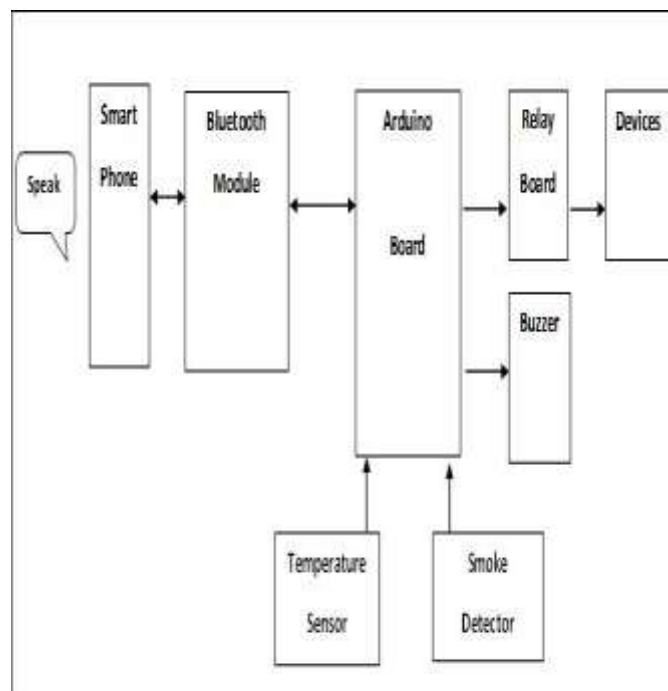 Speak
Smart
Phone
Bluetooth
Module
Arduino
Board
Relay
Board
Devices
Buzzer
Temperature
Sensor
Smoke
Detector